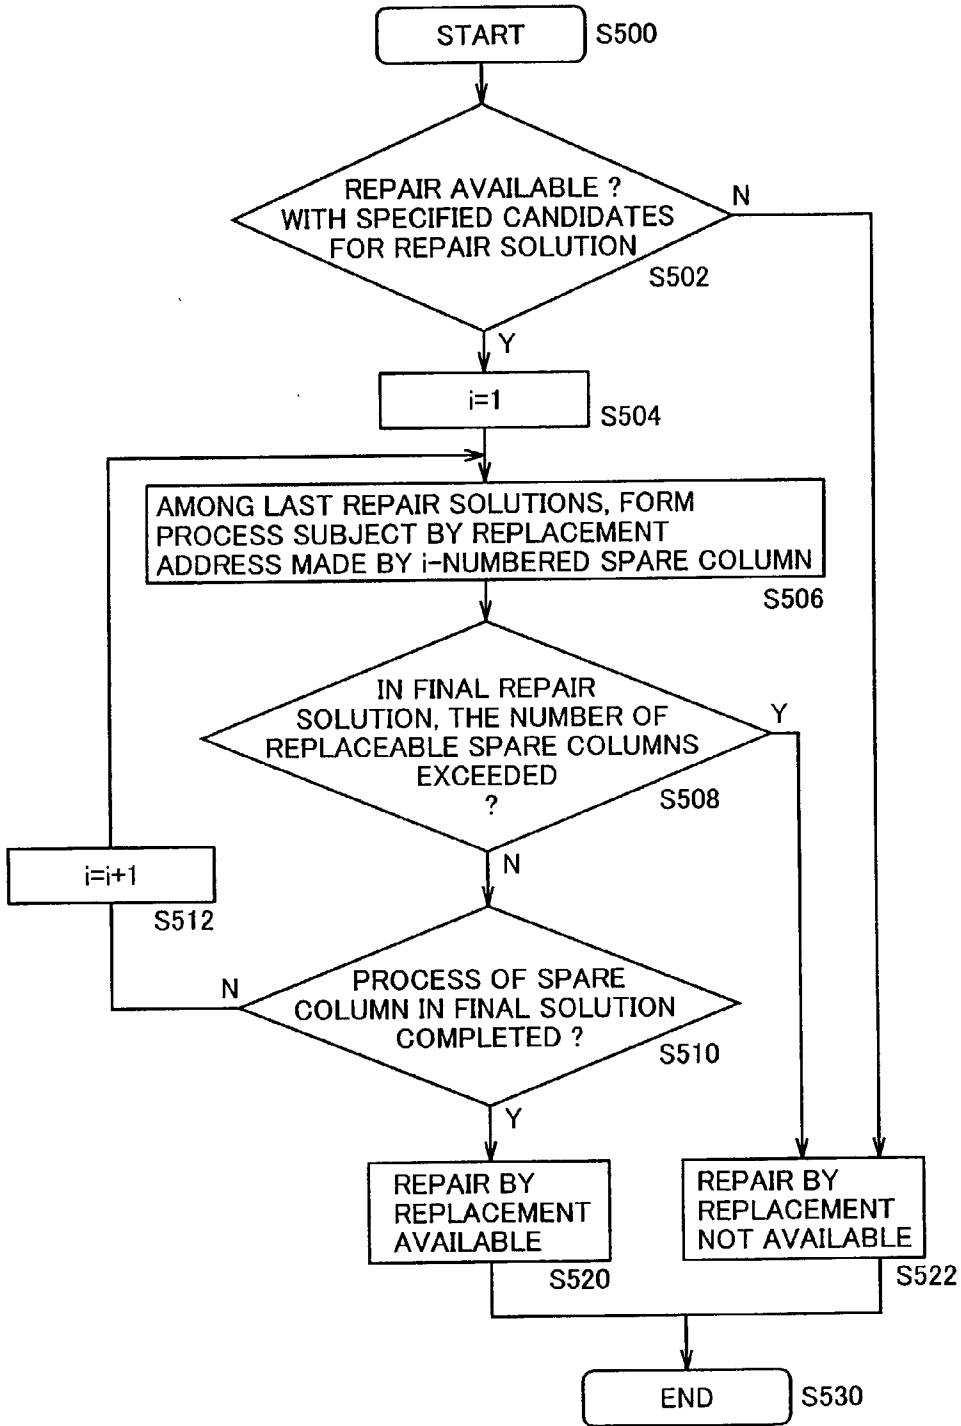 START
S500
REPAIR AVAILABLE ?
WITH SPECIFIED CANDIDATES
FOR REPAIR SOLUTION
S502
N
Y
i=1
S504
AMONG LAST REPAIR SOLUTIONS, FORM
PROCESS SUBJECT BY REPLACEMENT
ADDRESS MADE BY i-NUMBERED SPARE COLUMN
S506
IN FINAL REPAIR
SOLUTION, THE NUMBER OF
REPLACEABLE SPARE COLUMNS
EXCEEDED
?
S508
Y
N
i=i+1
S512
PROCESS OF SPARE
COLUMN IN FINAL SOLUTION
COMPLETED ?
S510
N
Y
REPAIR BY
REPLACEMENT
AVAILABLE
S520
REPAIR BY
REPLACEMENT
NOT AVAILABLE
S522
END
S530